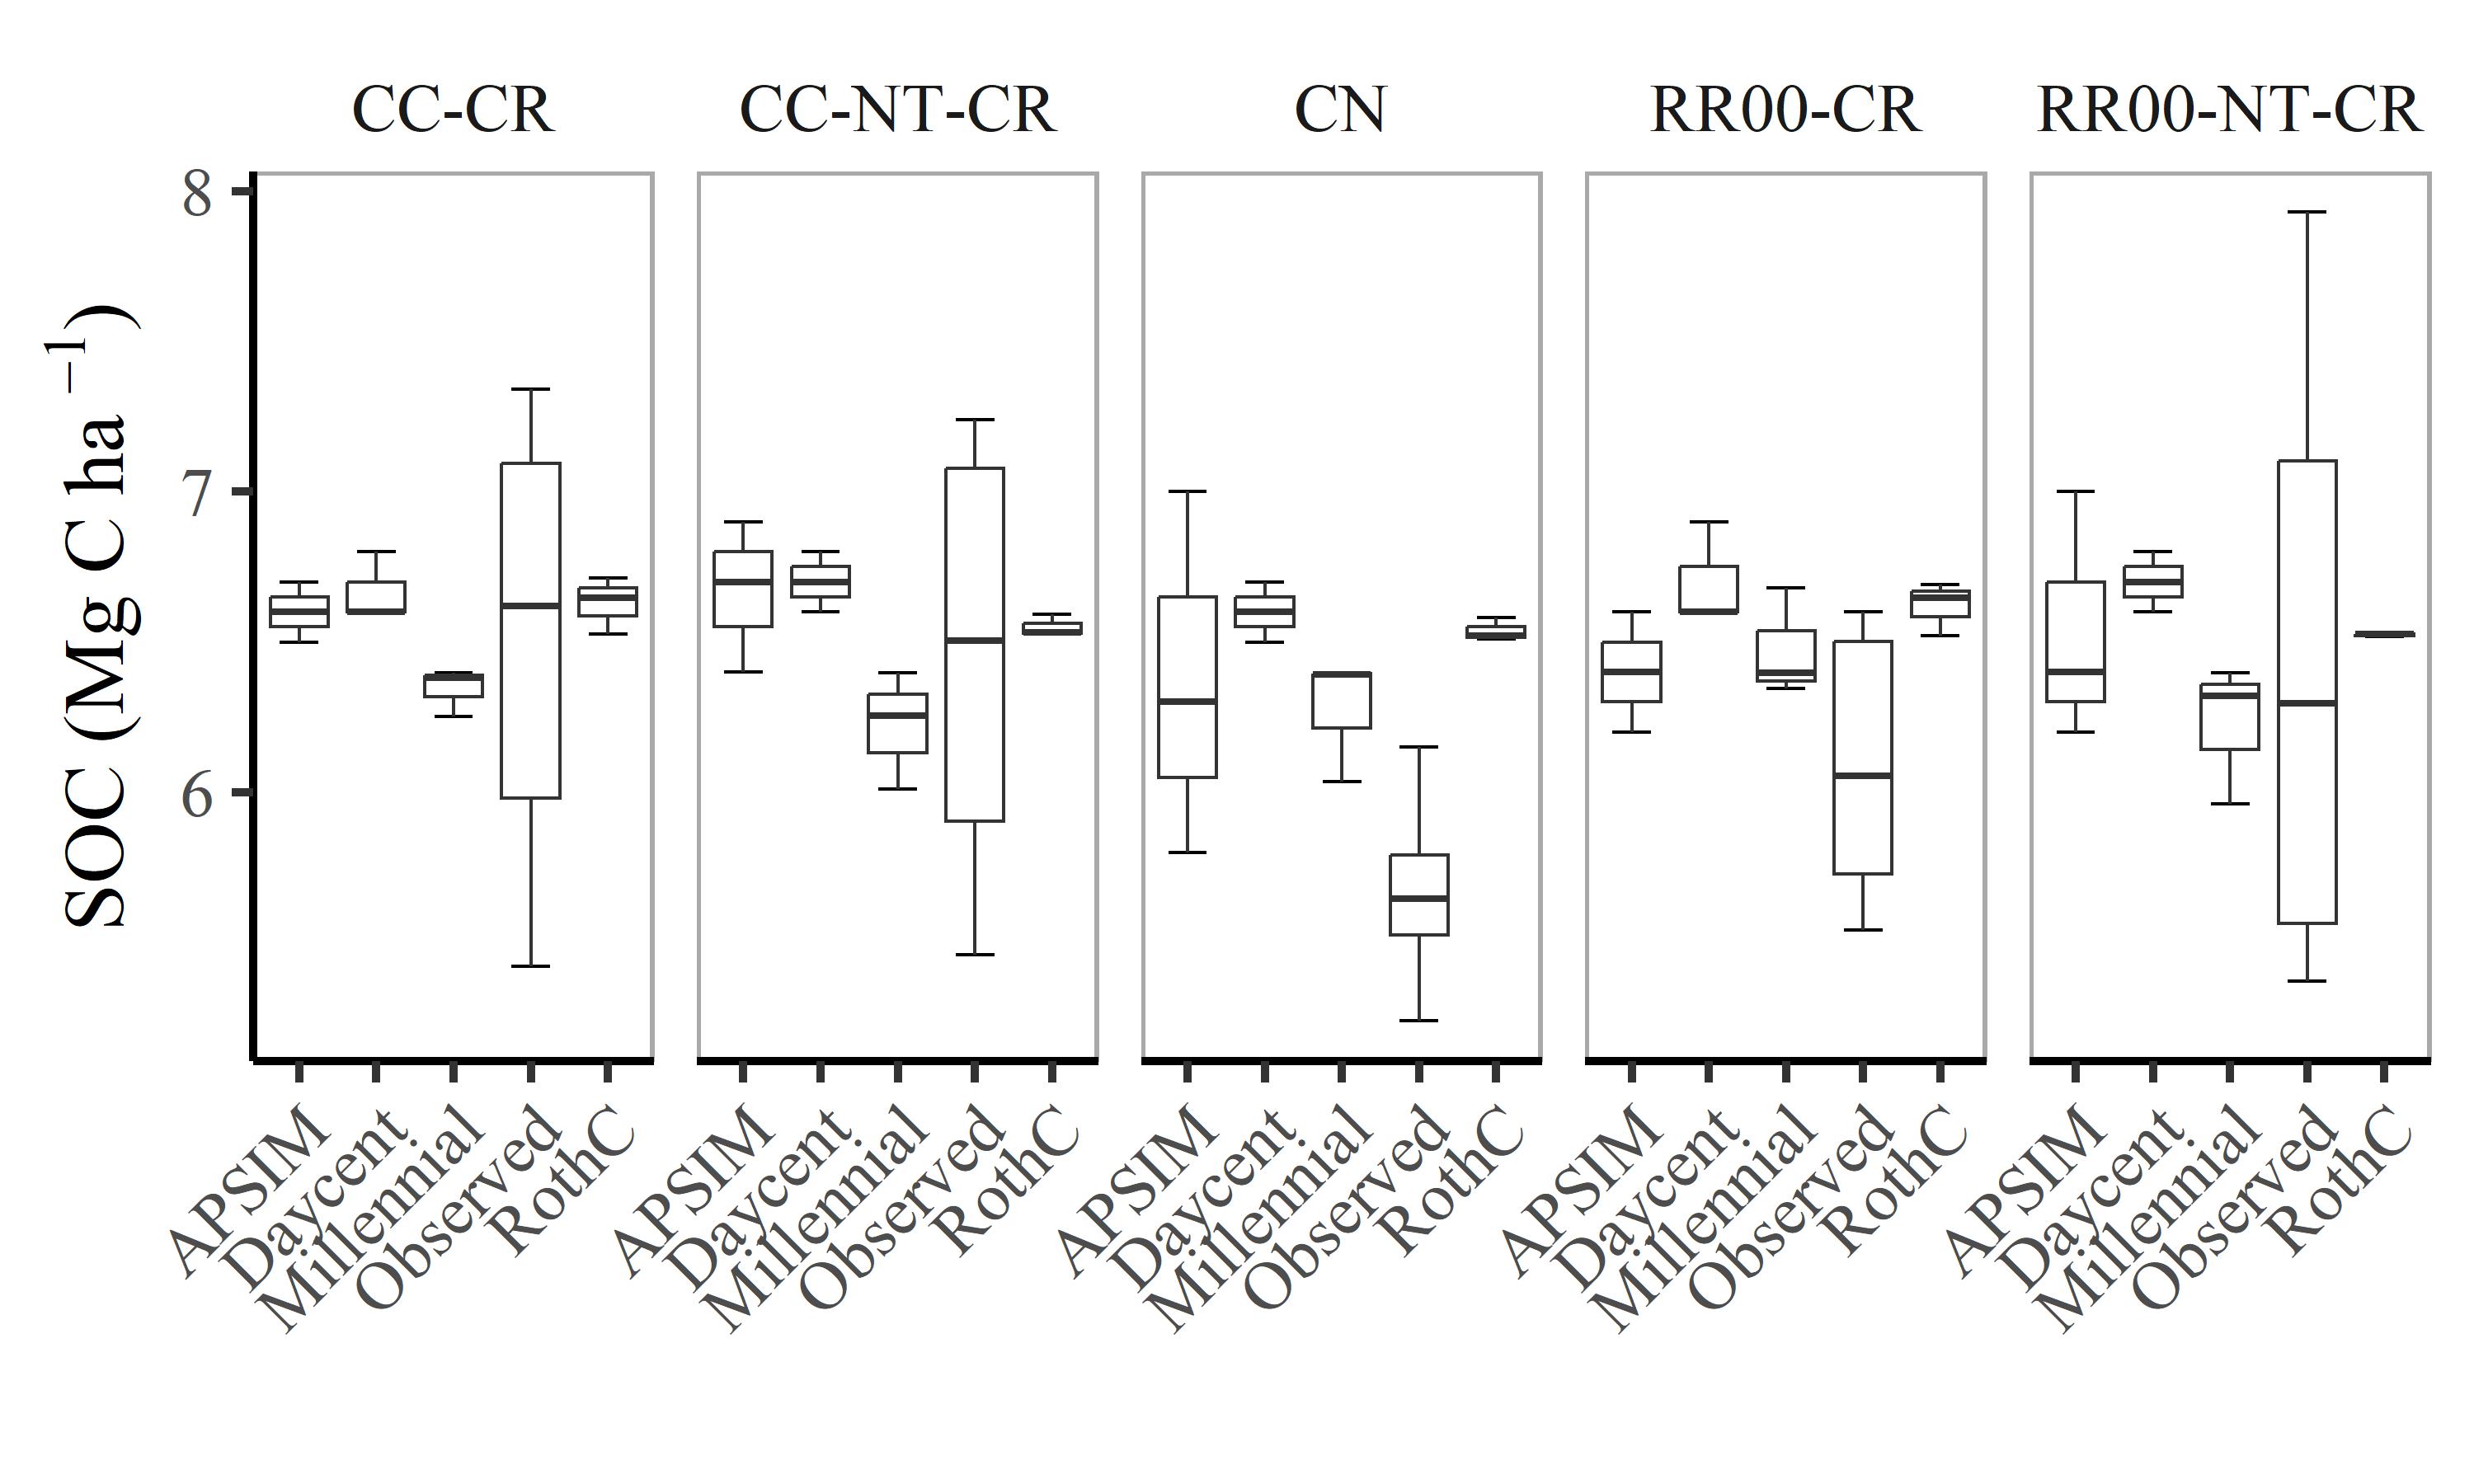 CC-CR CC-NT-CR CN RR00-CR RR00-NT-CR
SOC (Mg C ha⁻¹)
8
7
6
APSIM Daycent Millennial Observed RothC APSIM Daycent Millennial Observed RothC APSIM Daycent Millennial Observed RothC APSIM Daycent Millennial Observed RothC APSIM Daycent Millennial Observed RothC